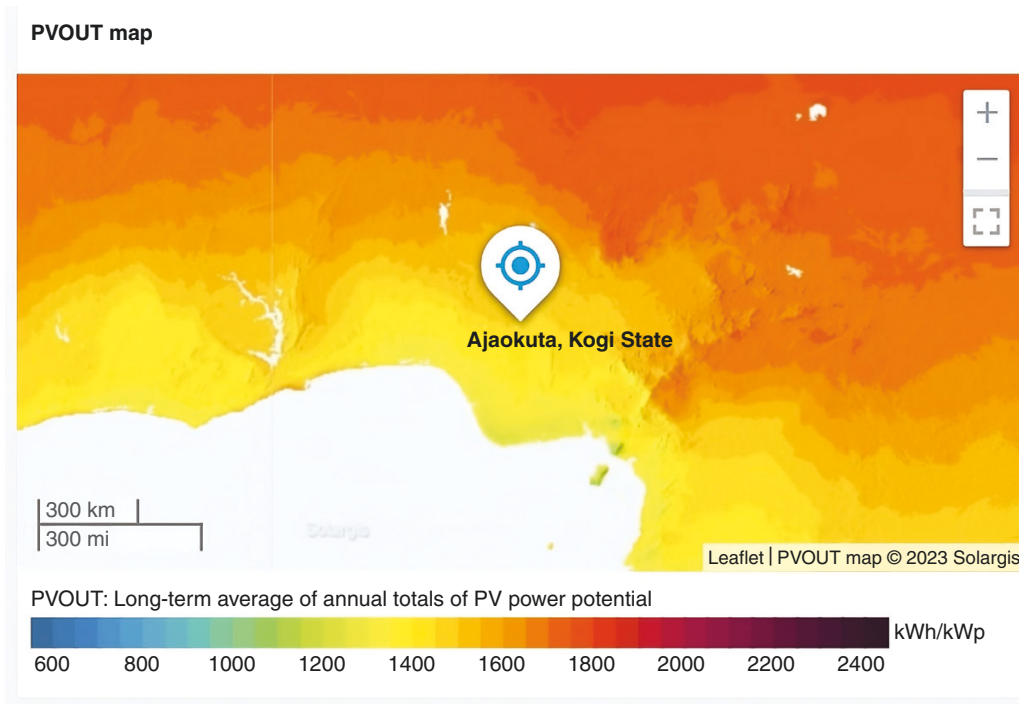 PVOUT map
+
−
Ajaokuta, Kogi State
300 km
300 mi
Solargis
Leaflet | PVOUT map © 2023 Solargis
PVOUT: Long-term average of annual totals of PV power potential
kWh/kWp
600 800 1000 1200 1400 1600 1800 2000 2200 2400